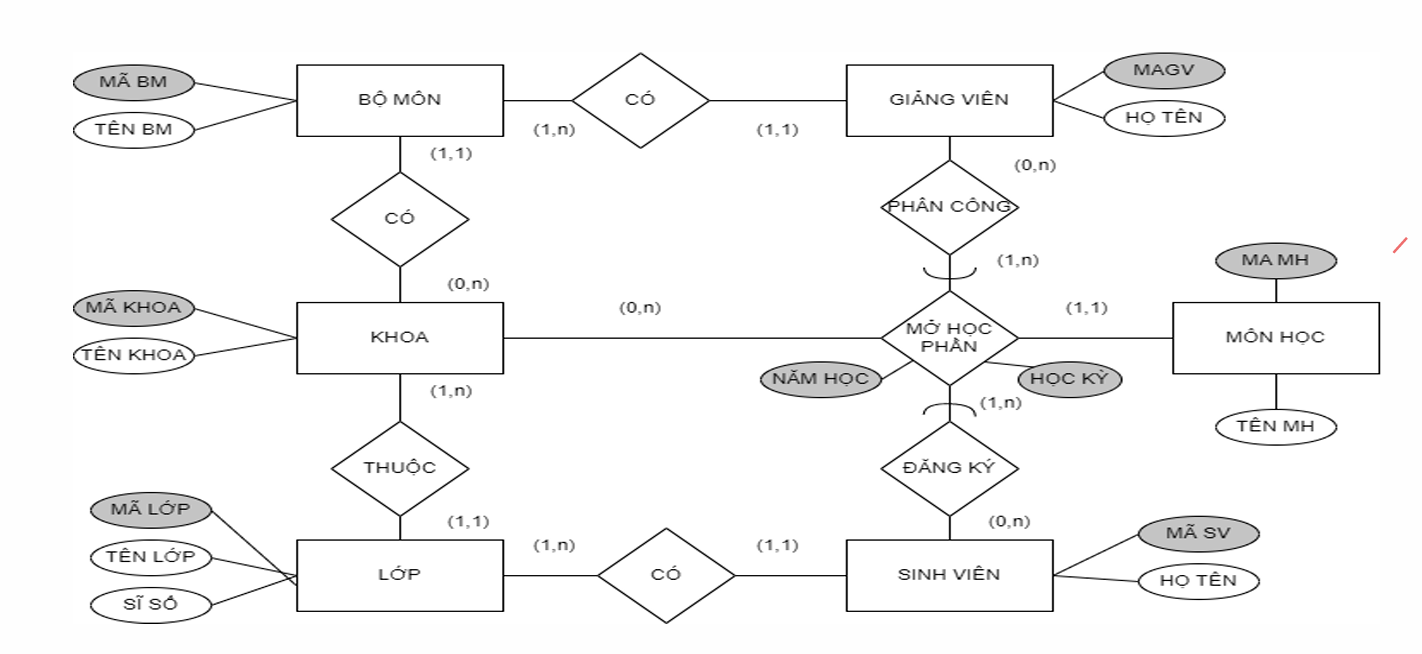 MÃ BM
TÊN BM
BỘ MÔN
(1,n)
CÓ
(1,1)
GIẢNG VIÊN
MAGV
HỌ TÊN
(1,1)
CÓ
(0,n)
(0,n)
PHÂN CÔNG
(1,n)
MÃ KHOA
TÊN KHOA
KHOA
(0,n)
MỞ HỌC
PHẦN
NĂM HỌC
HỌC KỲ
(1,1)
MA MH
MÔN HỌC
TÊN MH
(1,n)
THUỘC
(1,1)
(1,n)
ĐĂNG KÝ
(0,n)
MÃ LỚP
TÊN LỚP
SĨ SỐ
LỚP
(1,n)
CÓ
(1,1)
SINH VIÊN
MÃ SV
HỌ TÊN